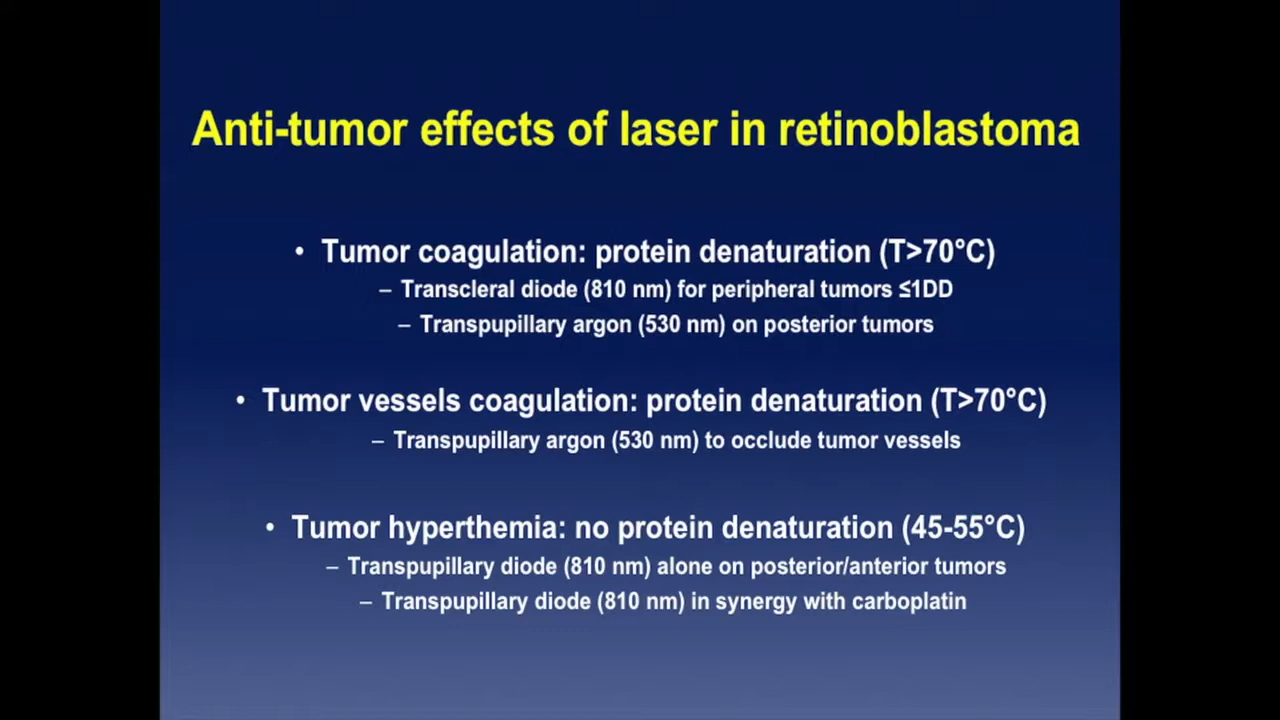 Anti-tumor effects of laser in retinoblastoma
• Tumor coagulation: protein denaturation (T>70°C)
– Transcleral diode (810 nm) for peripheral tumors ≤1DD
– Transpupillary argon (530 nm) on posterior tumors
• Tumor vessels coagulation: protein denaturation (T>70°C)
– Transpupillary argon (530 nm) to occlude tumor vessels
• Tumor hyperthemia: no protein denaturation (45-55°C)
– Transpupillary diode (810 nm) alone on posterior/anterior tumors
– Transpupillary diode (810 nm) in synergy with carboplatin